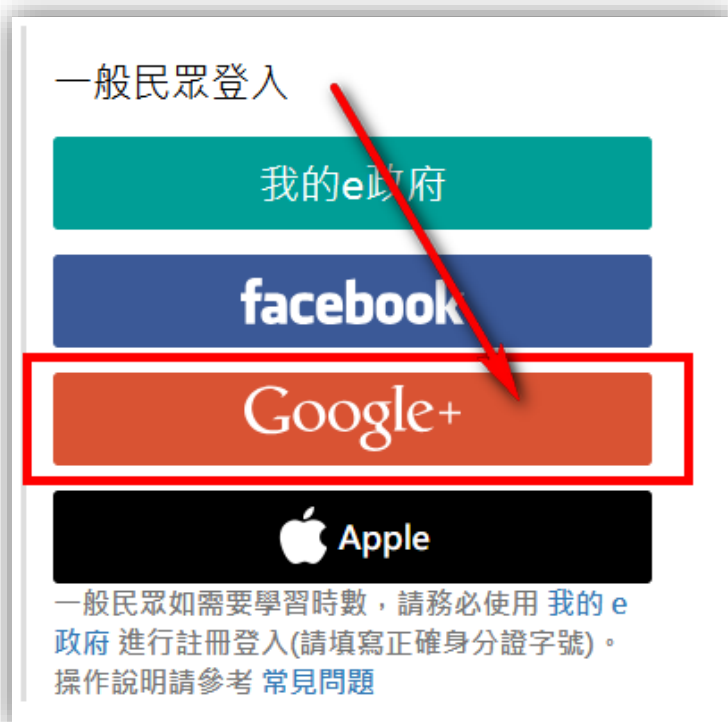 一般民眾登入
我的e政府
facebook
Google+
Apple
一般民眾如需要學習時數，請務必使用 我的 e
政府 進行註冊登入(請填寫正確身分證字號)。
操作說明請參考 常見問題